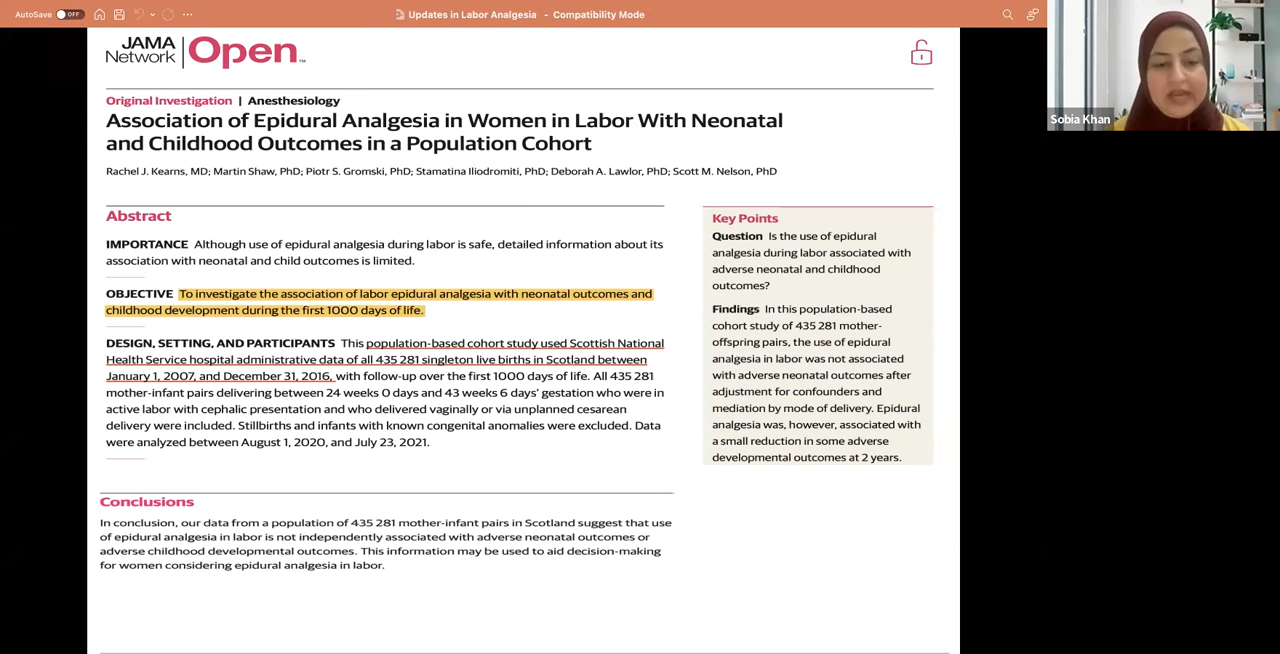 AutoSave OFF
Updates in Labor Analgesia - Compatibility Mode
Sobia Khan
JAMA
Network
Open™
Original Investigation | Anesthesiology
Association of Epidural Analgesia in Women in Labor With Neonatal
and Childhood Outcomes in a Population Cohort
Rachel J. Kearns, MD; Martin Shaw, PhD; Piotr S. Gromski, PhD; Stamatina Iliodromiti, PhD; Deborah A. Lawlor, PhD; Scott M. Nelson, PhD
Abstract
IMPORTANCE Although use of epidural analgesia during labor is safe, detailed information about its
association with neonatal and child outcomes is limited.
OBJECTIVE To investigate the association of labor epidural analgesia with neonatal outcomes and
childhood development during the first 1000 days of life.
DESIGN, SETTING, AND PARTICIPANTS This population-based cohort study used Scottish National
Health Service hospital administrative data of all 435 281 singleton live births in Scotland between
January 1, 2007, and December 31, 2016, with follow-up over the first 1000 days of life. All 435 281
mother-infant pairs delivering between 24 weeks 0 days and 43 weeks 6 days' gestation who were in
active labor with cephalic presentation and who delivered vaginally or via unplanned cesarean
delivery were included. Stillbirths and infants with known congenital anomalies were excluded. Data
were analyzed between August 1, 2020, and July 23, 2021.
Key Points
Question Is the use of epidural
analgesia during labor associated with
adverse neonatal and childhood
outcomes?
Findings In this population-based
cohort study of 435 281 mother-
offspring pairs, the use of epidural
analgesia in labor was not associated
with adverse neonatal outcomes after
adjustment for confounders and
mediation by mode of delivery. Epidural
analgesia was, however, associated with
a small reduction in some adverse
developmental outcomes at 2 years.
Conclusions
In conclusion, our data from a population of 435 281 mother-infant pairs in Scotland suggest that use
of epidural analgesia in labor is not independently associated with adverse neonatal outcomes or
adverse childhood developmental outcomes. This information may be used to aid decision-making
for women considering epidural analgesia in labor.